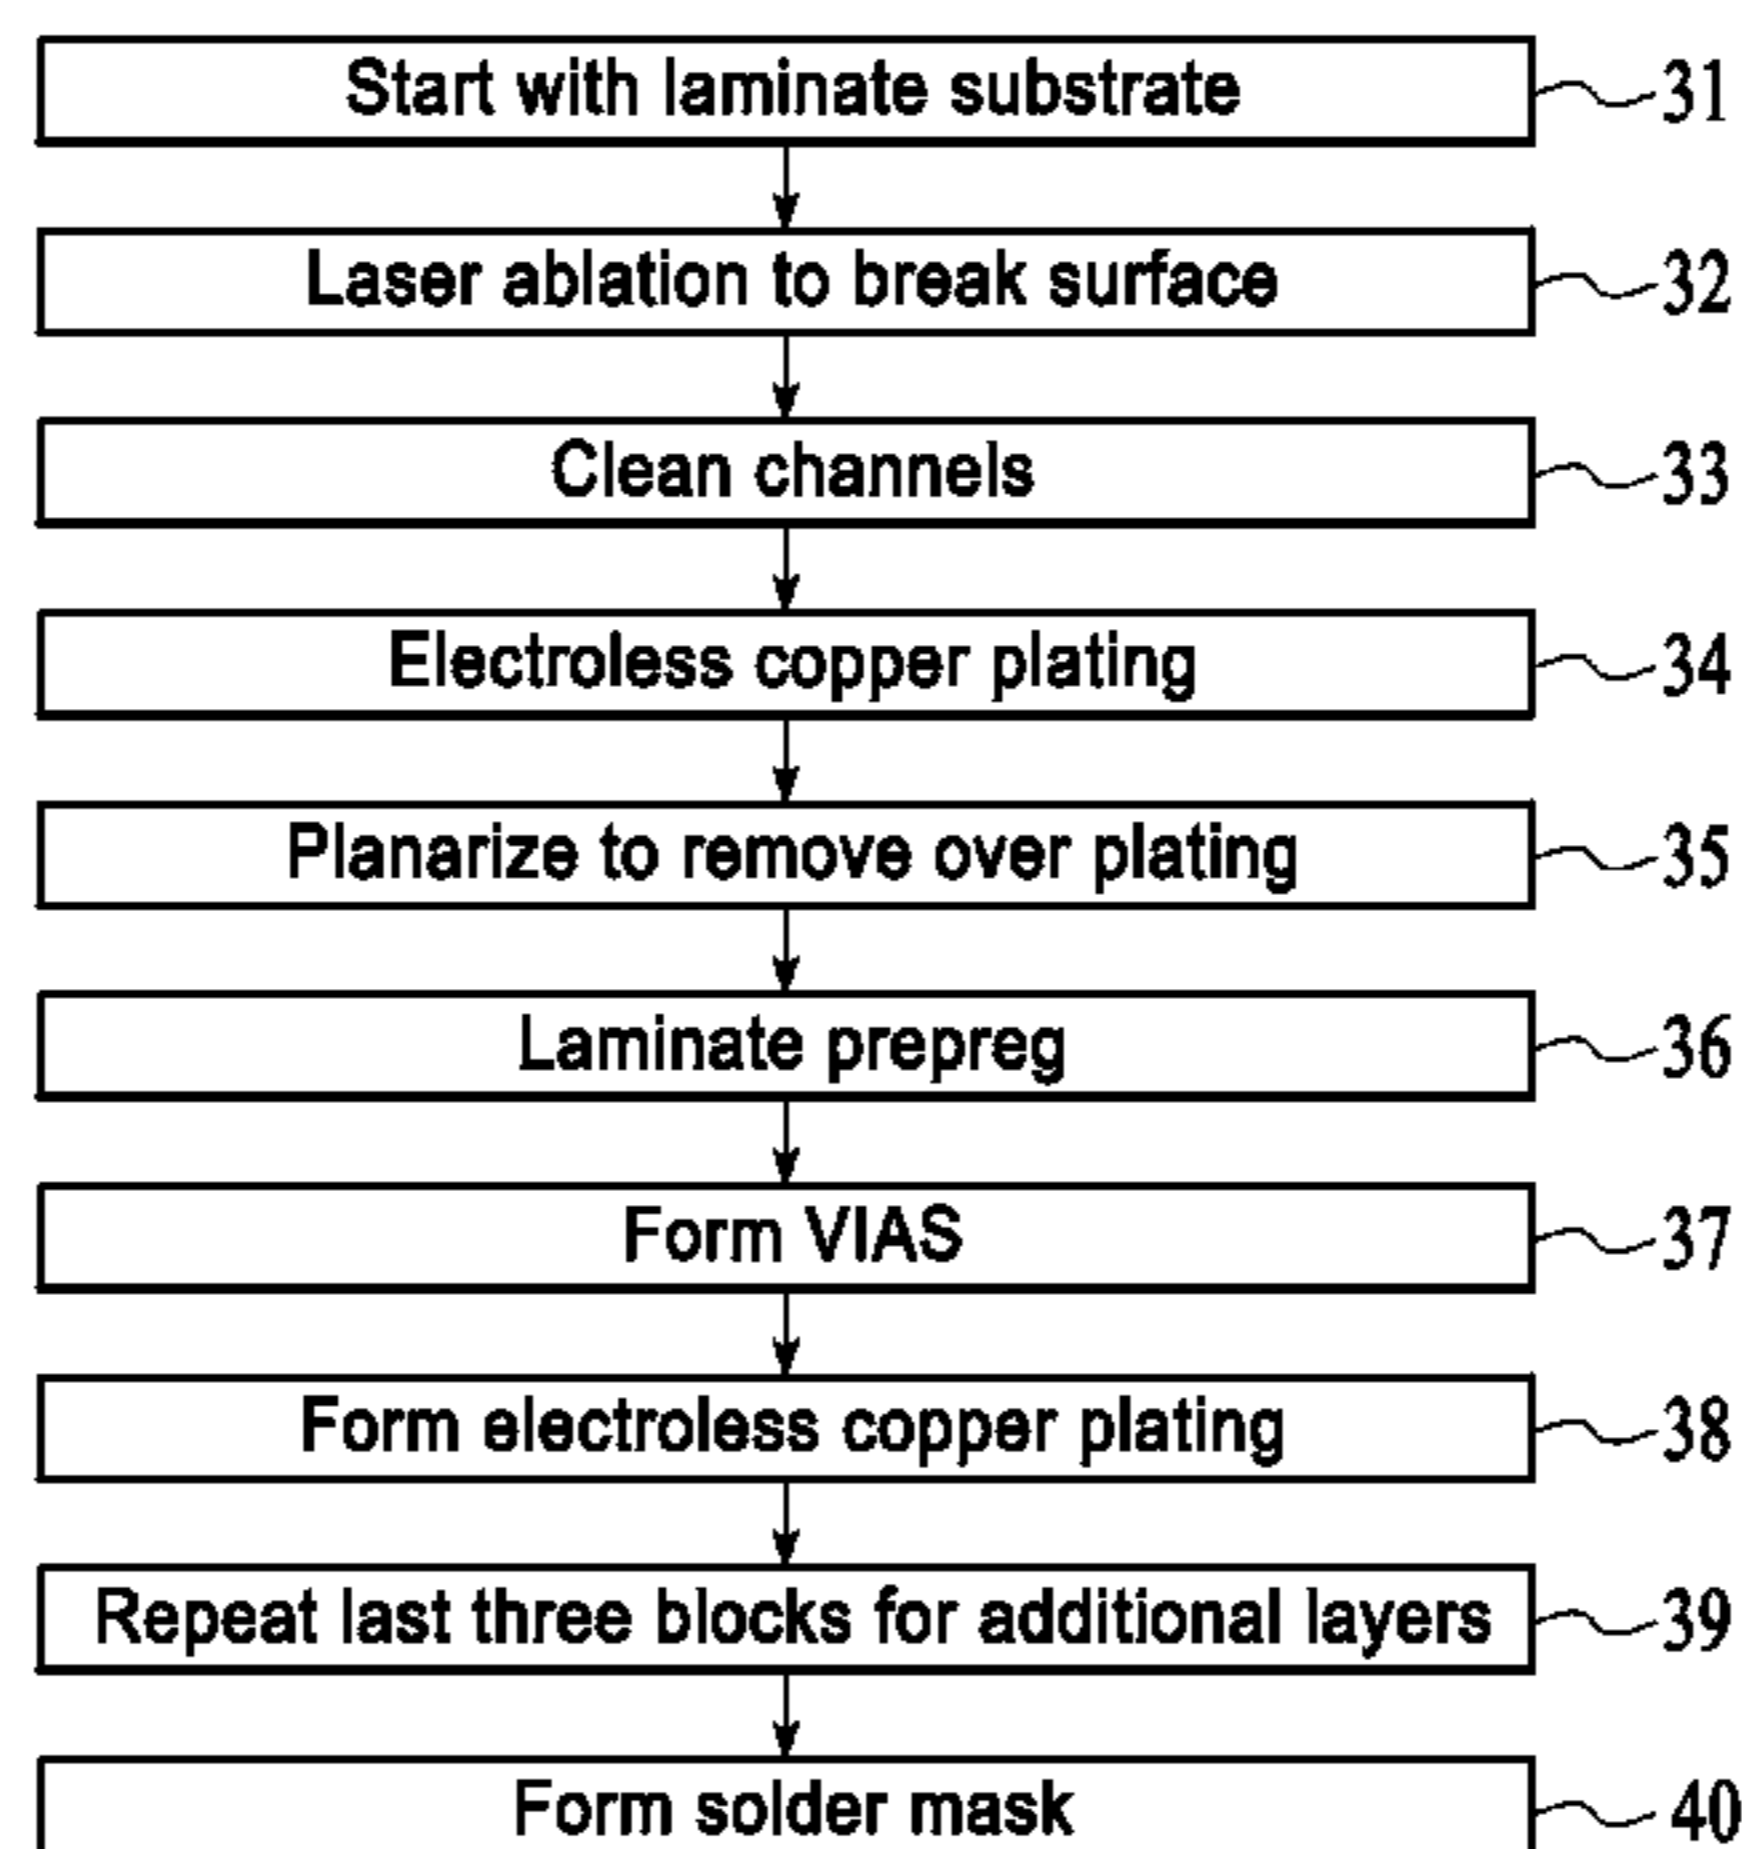 Start with laminate substrate 31
Laser ablation to break surface 32
Clean channels 33
Electroless copper plating 34
Planarize to remove over plating 35
Laminate prepreg 36
Form VIAS 37
Form electroless copper plating 38
Repeat last three blocks for additional layers 39
Form solder mask 40